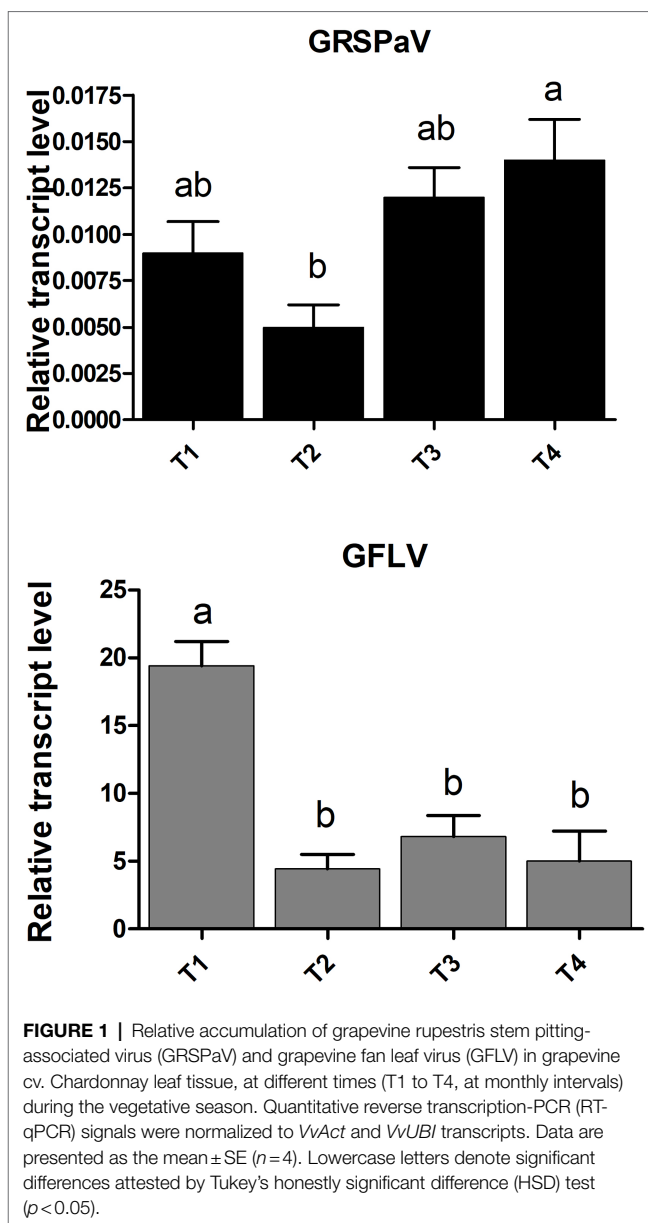 GRSPaV
Relative transcript level
0.0175
0.0150
0.0125
0.0100
0.0075
0.0050
0.0025
0.0000
ab
b
ab
a
T1
T2
T3
T4
GFLV
Relative transcript level
25
20
15
10
5
0
a
b
b
b
T1
T2
T3
T4
FIGURE 1 | Relative accumulation of grapevine rupestris stem pitting-
associated virus (GRSPaV) and grapevine fan leaf virus (GFLV) in grapevine
cv. Chardonnay leaf tissue, at different times (T1 to T4, at monthly intervals)
during the vegetative season. Quantitative reverse transcription-PCR (RT-
qPCR) signals were normalized to VvAct and VvUBI transcripts. Data are
presented as the mean ± SE (n = 4). Lowercase letters denote significant
differences attested by Tukey's honestly significant difference (HSD) test
(p < 0.05).